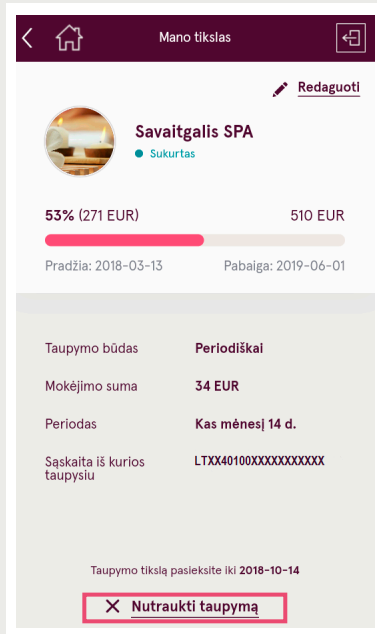 Mano tikslas
Redaguoti
Savaitgalis SPA
Sukurtas
53% (271 EUR) 510 EUR
Pradžia: 2018-03-13 Pabaiga: 2019-06-01
Taupymo būdas Periodiškai
Mokėjimo suma 34 EUR
Periodas Kas mėnesį 14 d.
Sąskaita iš kurios LTXX40100XXXXXXXXXXX
taupysiu
Taupymo tikslą pasieksite iki 2018-10-14
Nutraukti taupymą